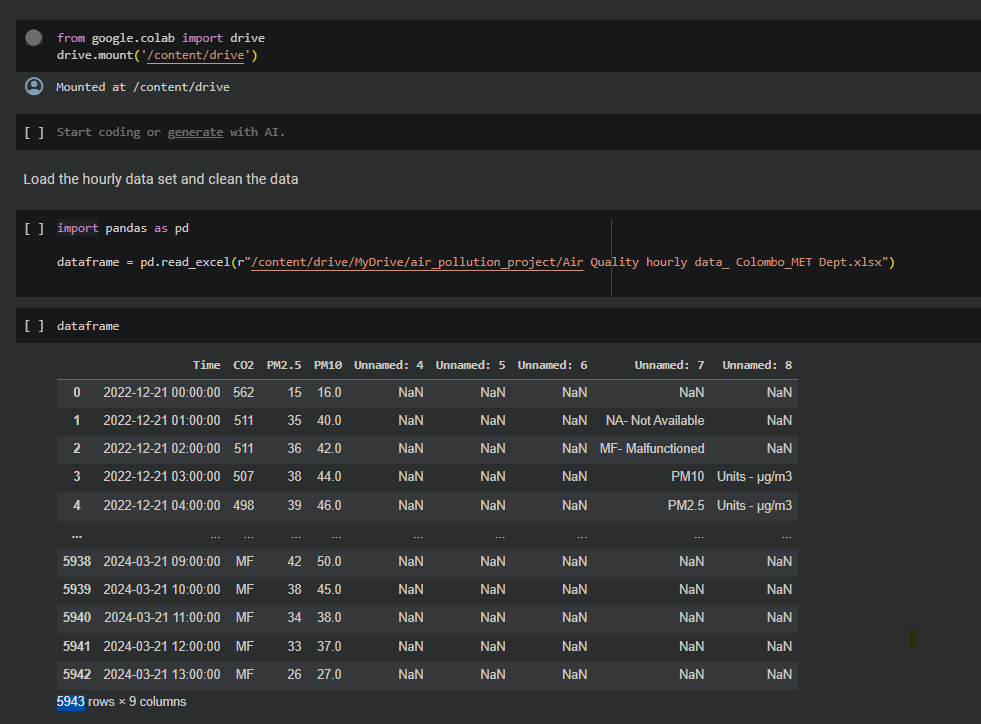 from google.colab import drive
drive.mount('/content/drive')
Mounted at /content/drive
[ ] Start coding or generate with AI.
Load the hourly data set and clean the data
[ ] import pandas as pd
dataframe = pd.read_excel(r"/content/drive/MyDrive/air_pollution_project/Air Quality hourly data_ Colombo_MET Dept.xlsx")
[ ] dataframe
Time CO2 PM2.5 PM10 Unnamed: 4 Unnamed: 5 Unnamed: 6 Unnamed: 7 Unnamed: 8
0 2022-12-21 00:00:00 562 15 16.0 NaN NaN NaN NaN NaN
1 2022-12-21 01:00:00 511 35 40.0 NaN NaN NaN NA- Not Available NaN
2 2022-12-21 02:00:00 511 36 42.0 NaN NaN NaN MF- Malfunctioned NaN
3 2022-12-21 03:00:00 507 38 44.0 NaN NaN NaN PM10 Units - µg/m3
4 2022-12-21 04:00:00 498 39 46.0 NaN NaN NaN PM2.5 Units - µg/m3
... ... ... ... ... ... ... ... ... ...
5938 2024-03-21 09:00:00 MF 42 50.0 NaN NaN NaN NaN NaN
5939 2024-03-21 10:00:00 MF 38 45.0 NaN NaN NaN NaN NaN
5940 2024-03-21 11:00:00 MF 34 38.0 NaN NaN NaN NaN NaN
5941 2024-03-21 12:00:00 MF 33 37.0 NaN NaN NaN NaN NaN
5942 2024-03-21 13:00:00 MF 26 27.0 NaN NaN NaN NaN NaN
5943 rows × 9 columns